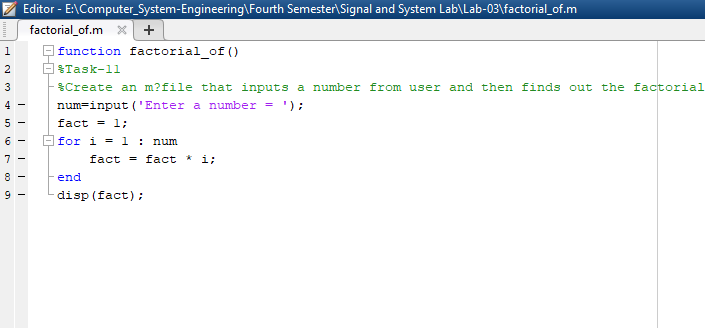 Editor - E:\Computer_System-Engineering\Fourth Semester\Signal and System Lab\Lab-03\factorial_of.m
factorial_of.m
1 function factorial_of()
2 %Task-11
3 %Create an m?file that inputs a number from user and then finds out the factorial
4 num=input('Enter a number = ');
5 fact = 1;
6 for i = 1 : num
7 fact = fact * i;
8 end
9 disp(fact);